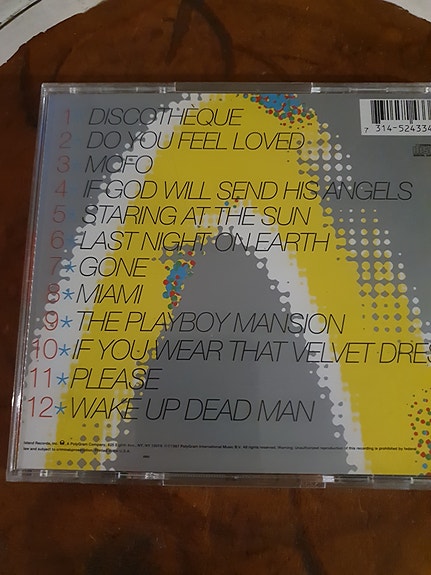 1 * DISCOTHÈQUE
2 * DO YOU FEEL LOVED
3 * MOFO
4 * IF GOD WILL SEND HIS ANGELS
5 * STARING AT THE SUN
6 * LAST NIGHT ON EARTH
7 * GONE
8 * MIAMI
9 * THE PLAYBOY MANSION
10 * IF YOU WEAR THAT VELVET DRES
11 * PLEASE
12 * WAKE UP DEAD MAN
7 314-524334